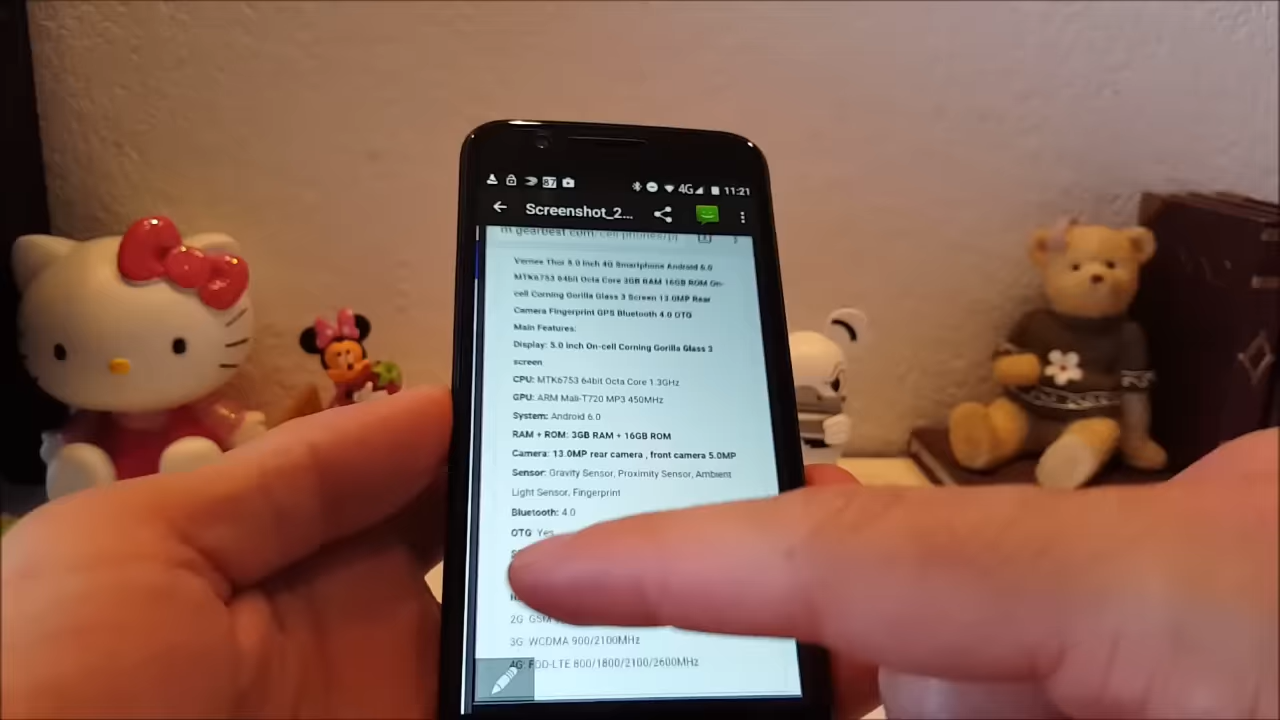 87
4G
11:21
Screenshot_2...
m.gearbest.com/cell phones/p
Vernee Thor 5.0 inch 4G Smartphone Android 6.0
MTK6753 64bit Octa Core 3GB RAM 16GB ROM On-
cell Corning Gorilla Glass 3 Screen 13.0MP Rear
Camera Fingerprint GPS Bluetooth 4.0 OTG
Main Features:
Display: 5.0 inch On-cell Corning Gorilla Glass 3
screen
CPU: MTK6753 64bit Octa Core 1.3GHz
GPU: ARM Mali-T720 MP3 450MHz
System: Android 6.0
RAM + ROM: 3GB RAM + 16GB ROM
Camera: 13.0MP rear camera , front camera 5.0MP
Sensor: Gravity Sensor, Proximity Sensor, Ambient
Light Sensor, Fingerprint
Bluetooth: 4.0
OTG: Yes
2G: GSM
3G: WCDMA 900/2100MHz
4G: FDD-LTE 800/1800/2100/2600MHz